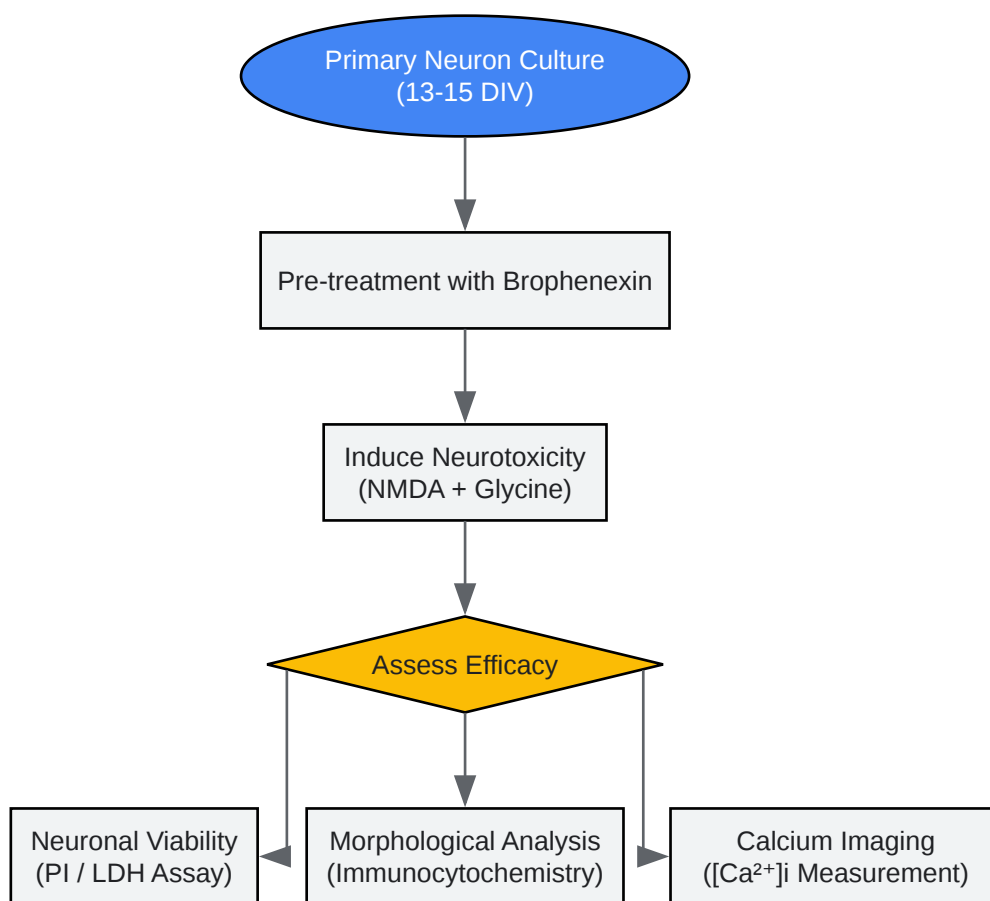 Primary Neuron Culture
(13-15 DIV)
Pre-treatment with Brophenexin
Induce Neurotoxicity
(NMDA + Glycine)
Assess Efficacy
Neuronal Viability
(PI / LDH Assay)
Morphological Analysis
(Immunocytochemistry)
Calcium Imaging
([Ca²⁺]i Measurement)